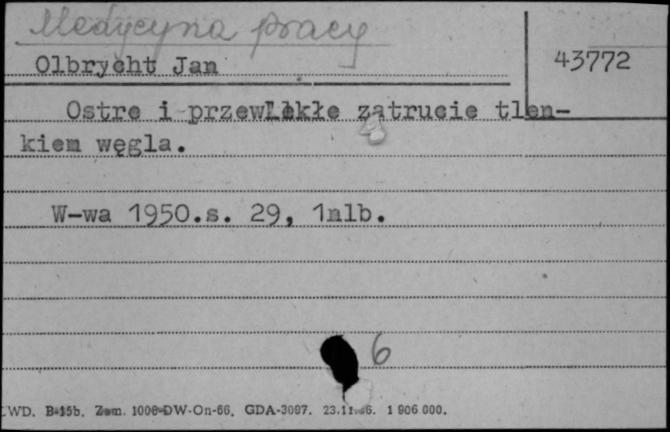 Medycyna pracy
Olbrycht Jan
43772
Ostre i przewlekłe zatrucie tlen-
kiem węgla.
W-wa 1950.s. 29, 1nlb.
6
LWD. B-15b. Zam. 1006-DW-On-66. GDA-3097. 23.11.66. 1 906 000.